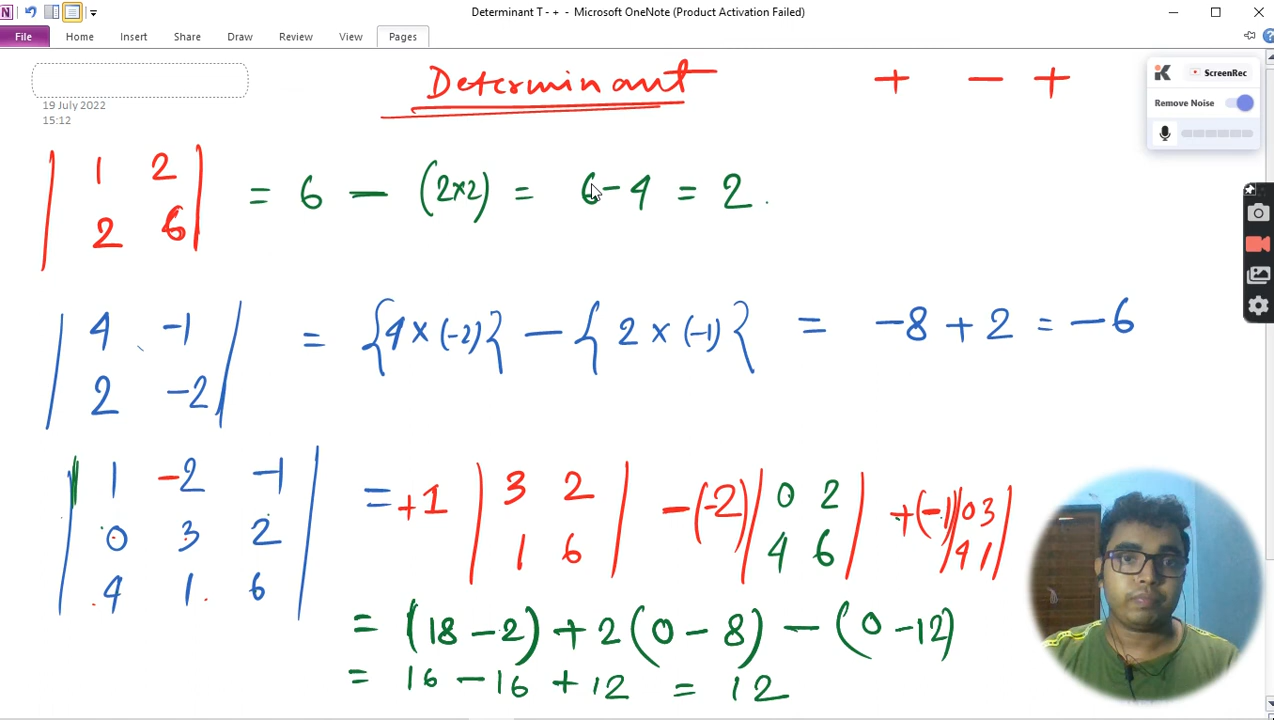 Determinant T - + - Microsoft OneNote (Product Activation Failed)
File Home Insert Share Draw Review View Pages
ScreenRec
Remove Noise
19 July 2022
15:12
Determinant + - +
| 1 2 |
| 2 6 | = 6 - (2×2) = 6 - 4 = 2.
| 4 -1 |
| 2 -2 | = {4 × (-2)} - {2 × (-1)} = -8 + 2 = -6
| 1 -2 -1 |
| 0 3 2 |
| 4 1 6 | = +1 | 3 2 | -(-2) | 0 2 | +(-1) | 0 3 |
| 1 6 | | 4 6 | | 4 1 |
= (18 - 2) + 2(0 - 8) - (0 - 12)
= 16 - 16 + 12 = 12